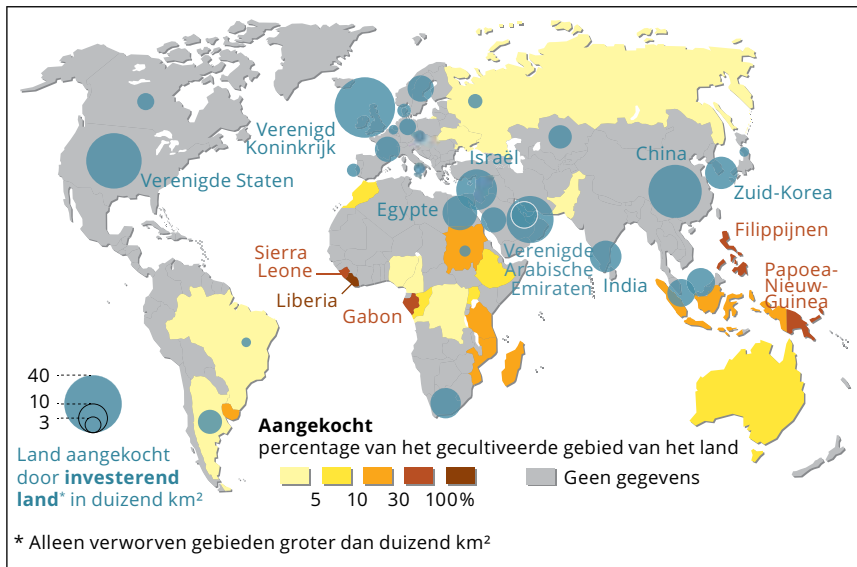 Verenigd
Koninkrijk
Verenigde Staten
Israël
China
Zuid-Korea
Egypte
Verenigde
Arabische
Emiraten
India
Filippijnen
Papoea-
Nieuw-
Guinea
Sierra
Leone
Liberia
Gabon
40
10
3
Land aangekocht
door investerend
land* in duizend km²
Aangekocht
percentage van het gecultiveerde gebied van het land
5 10 30 100%
Geen gegevens
* Alleen verworven gebieden groter dan duizend km²